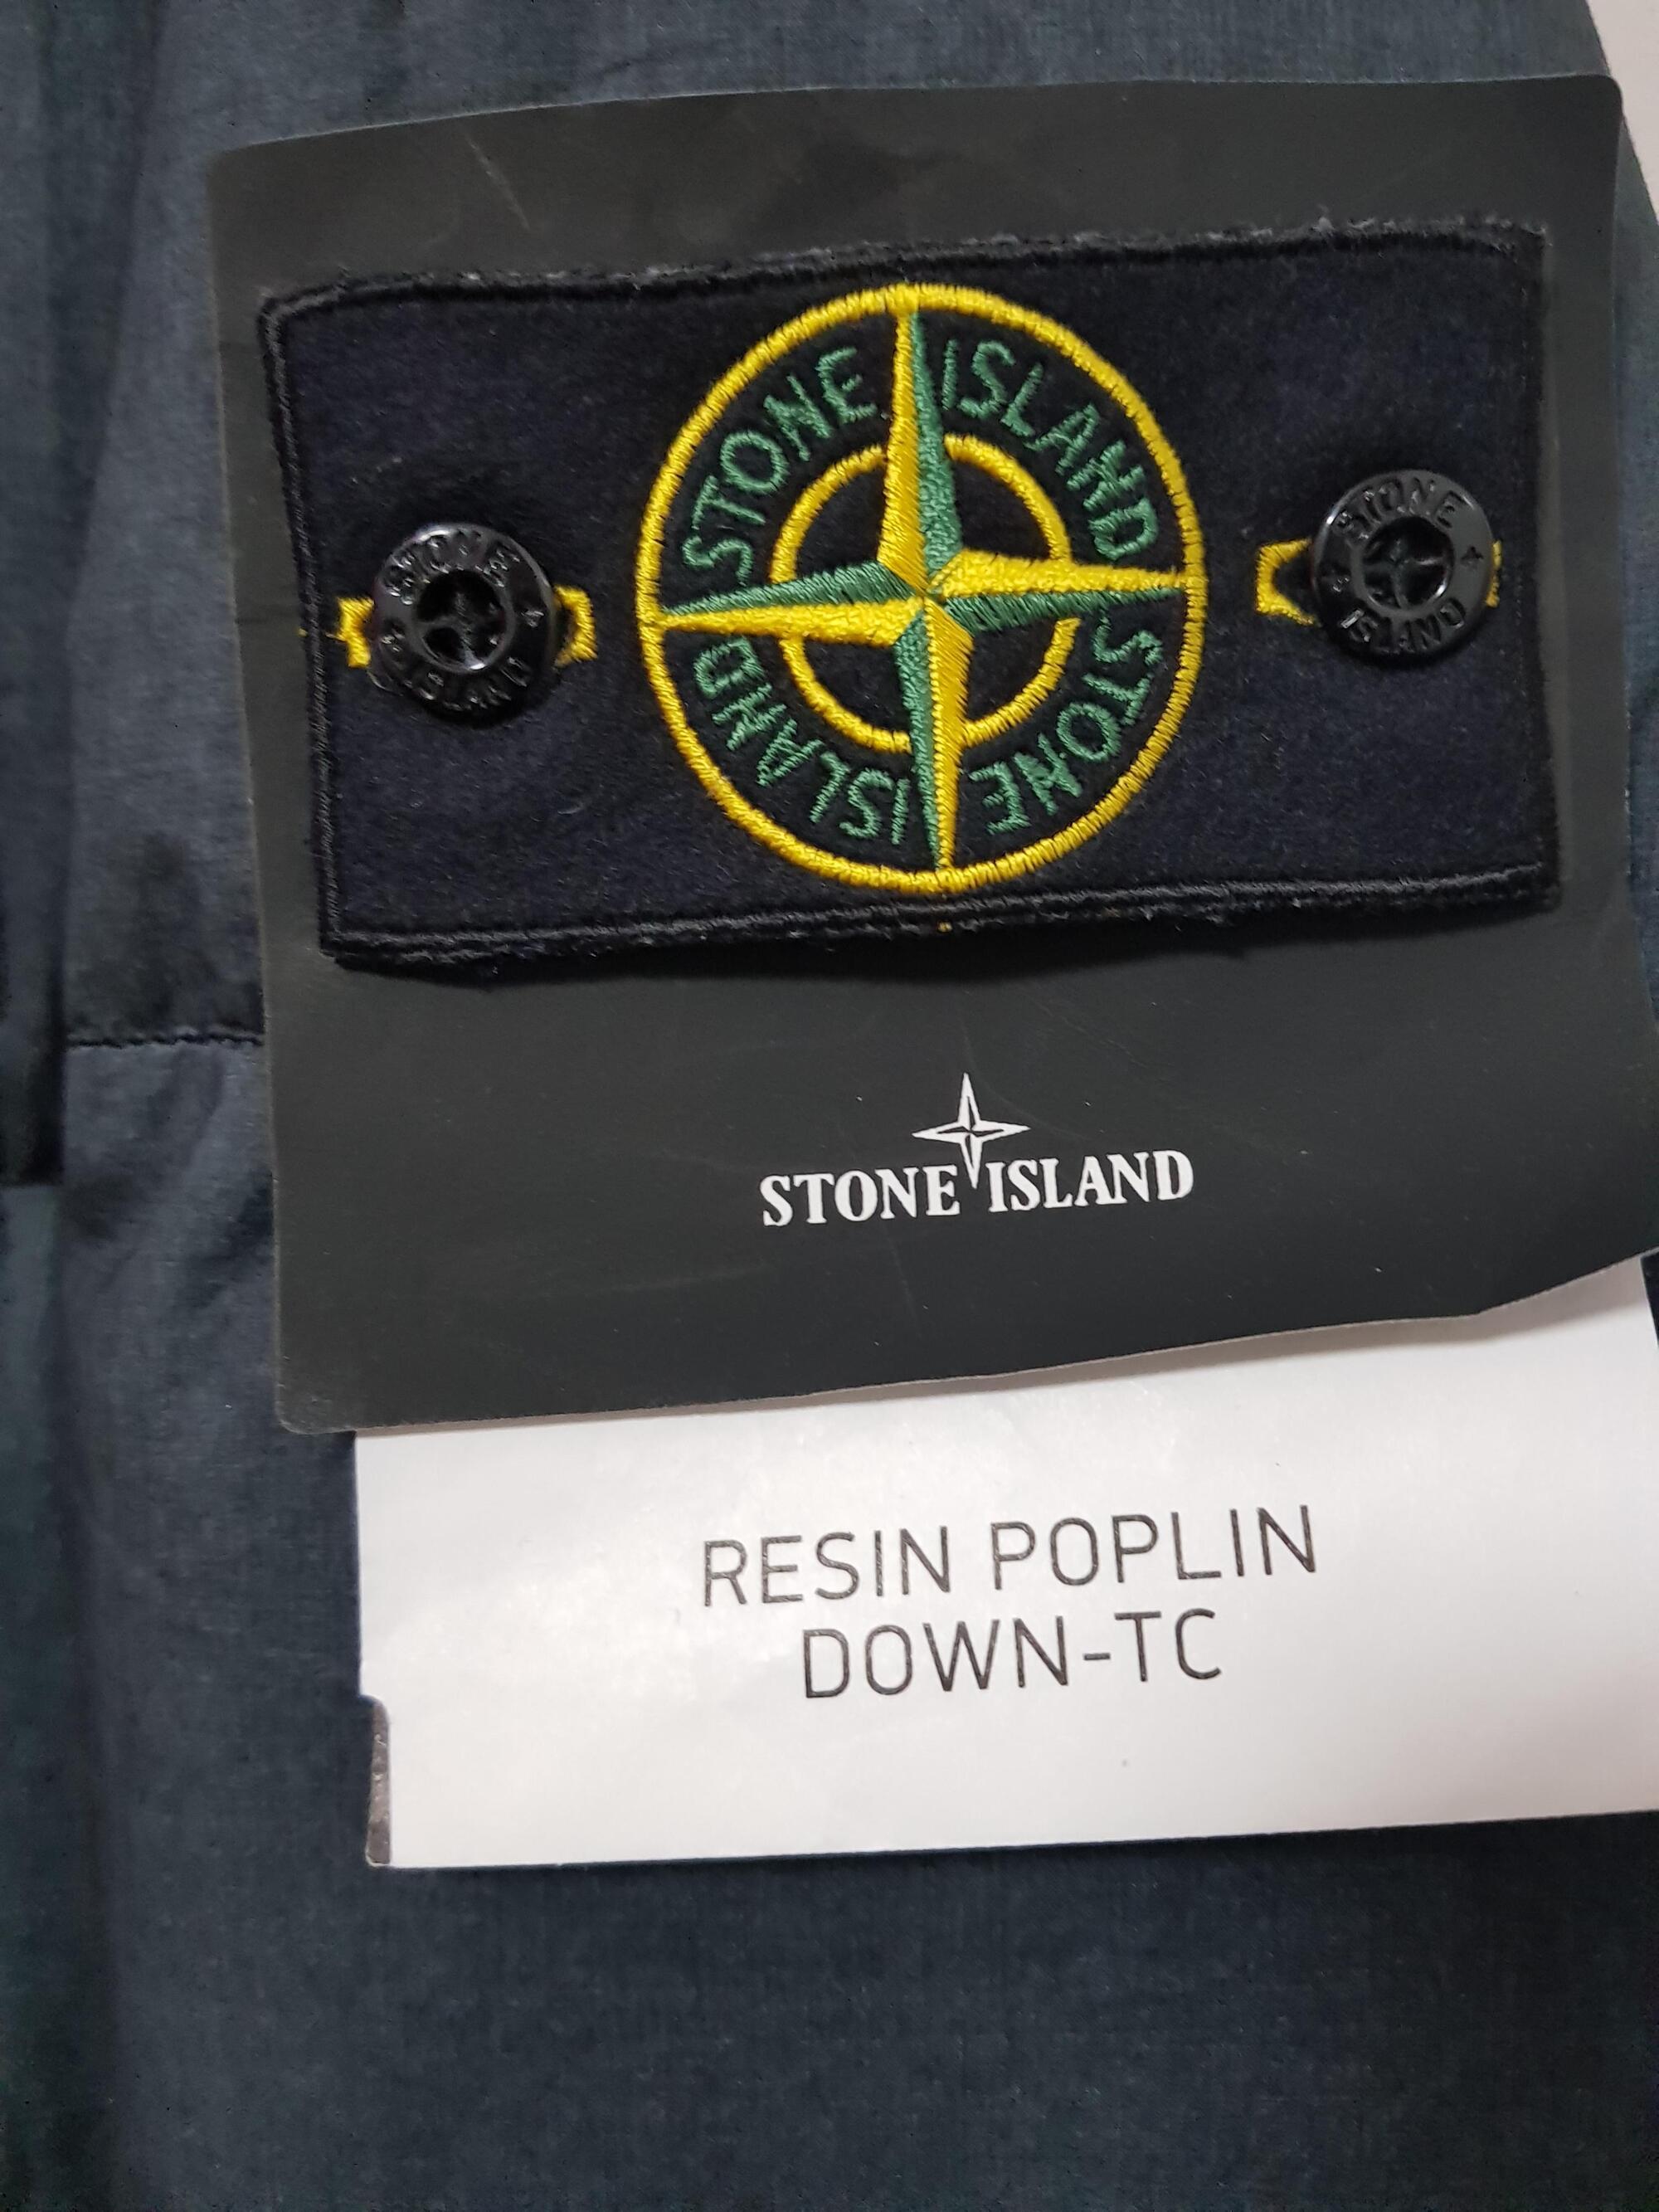 STONE ISLAND
STONE ISLAND
STONE
ISLAND
STONE
ISLAND
STONE ISLAND
RESIN POPLIN
DOWN-TC